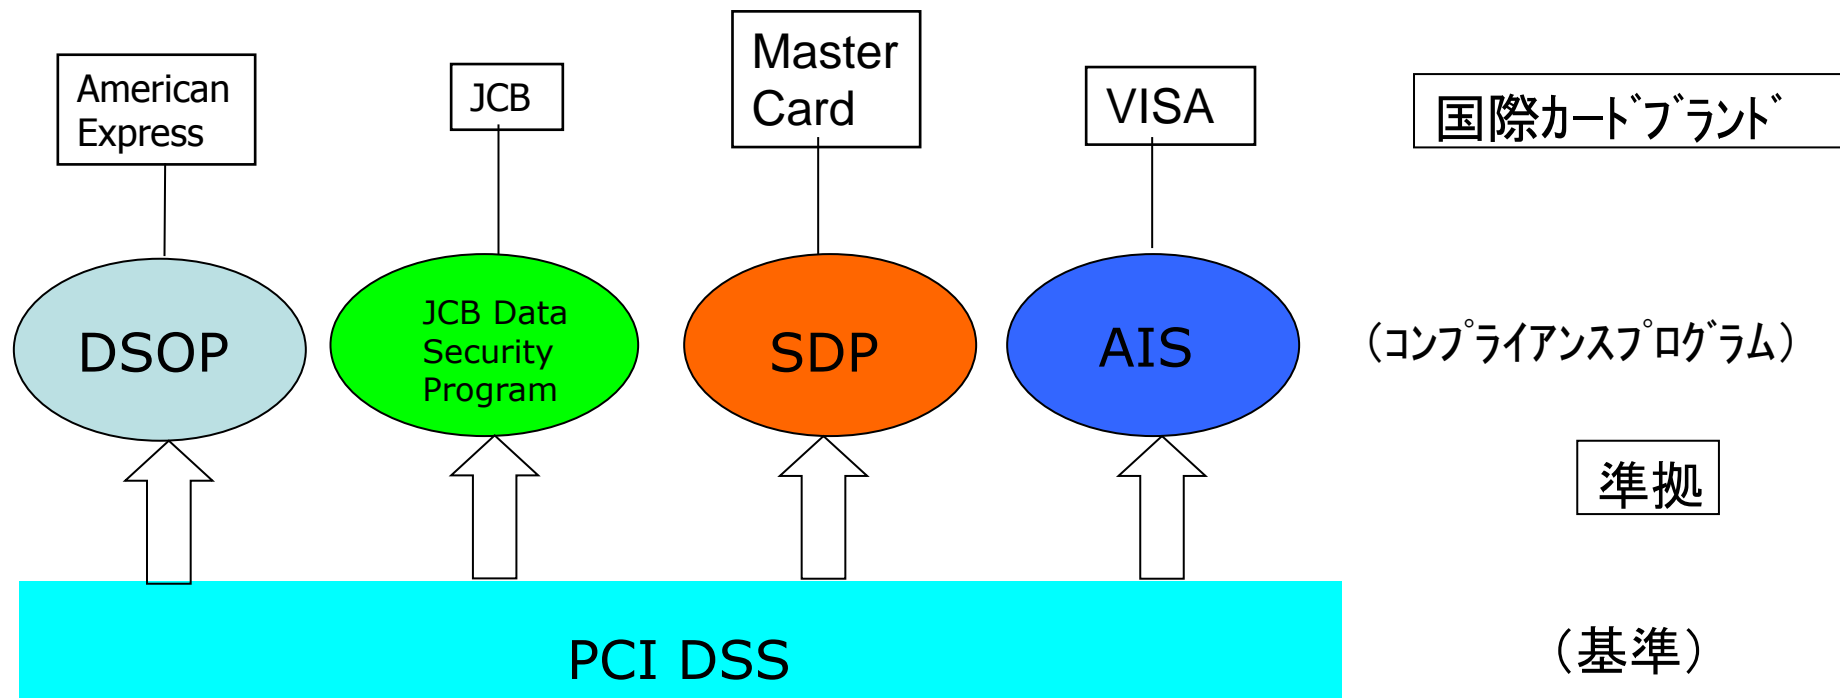 American
Express
JCB
Master
Card
VISA
国際カードブランド
DSOP
JCB Data
Security
Program
SDP
AIS
（コンプライアンスプログラム）
準拠
PCI DSS
（基準）